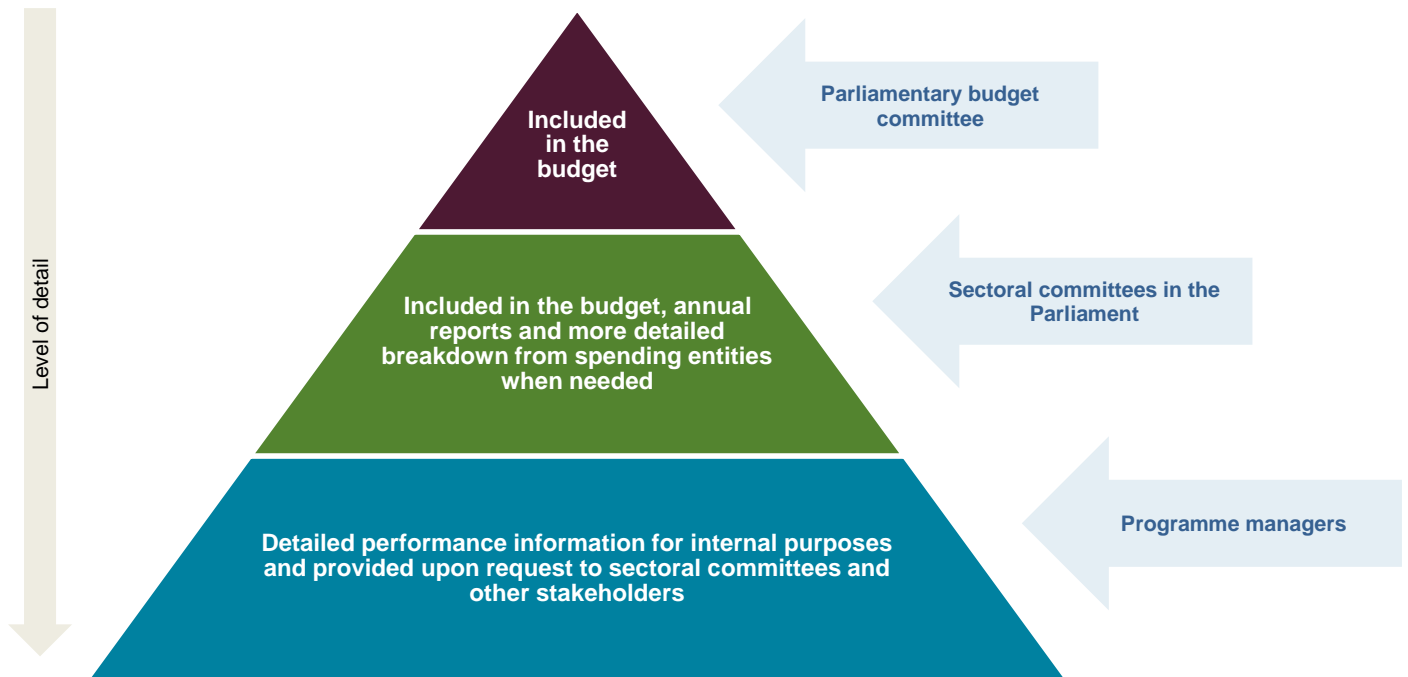 Level of detail
Included
in the
budget
Parliamentary budget
committee
Included in the budget, annual
reports and more detailed
breakdown from spending entities
when needed
Sectoral committees in the
Parliament
Detailed performance information for internal purposes
and provided upon request to sectoral committees and
other stakeholders
Programme managers